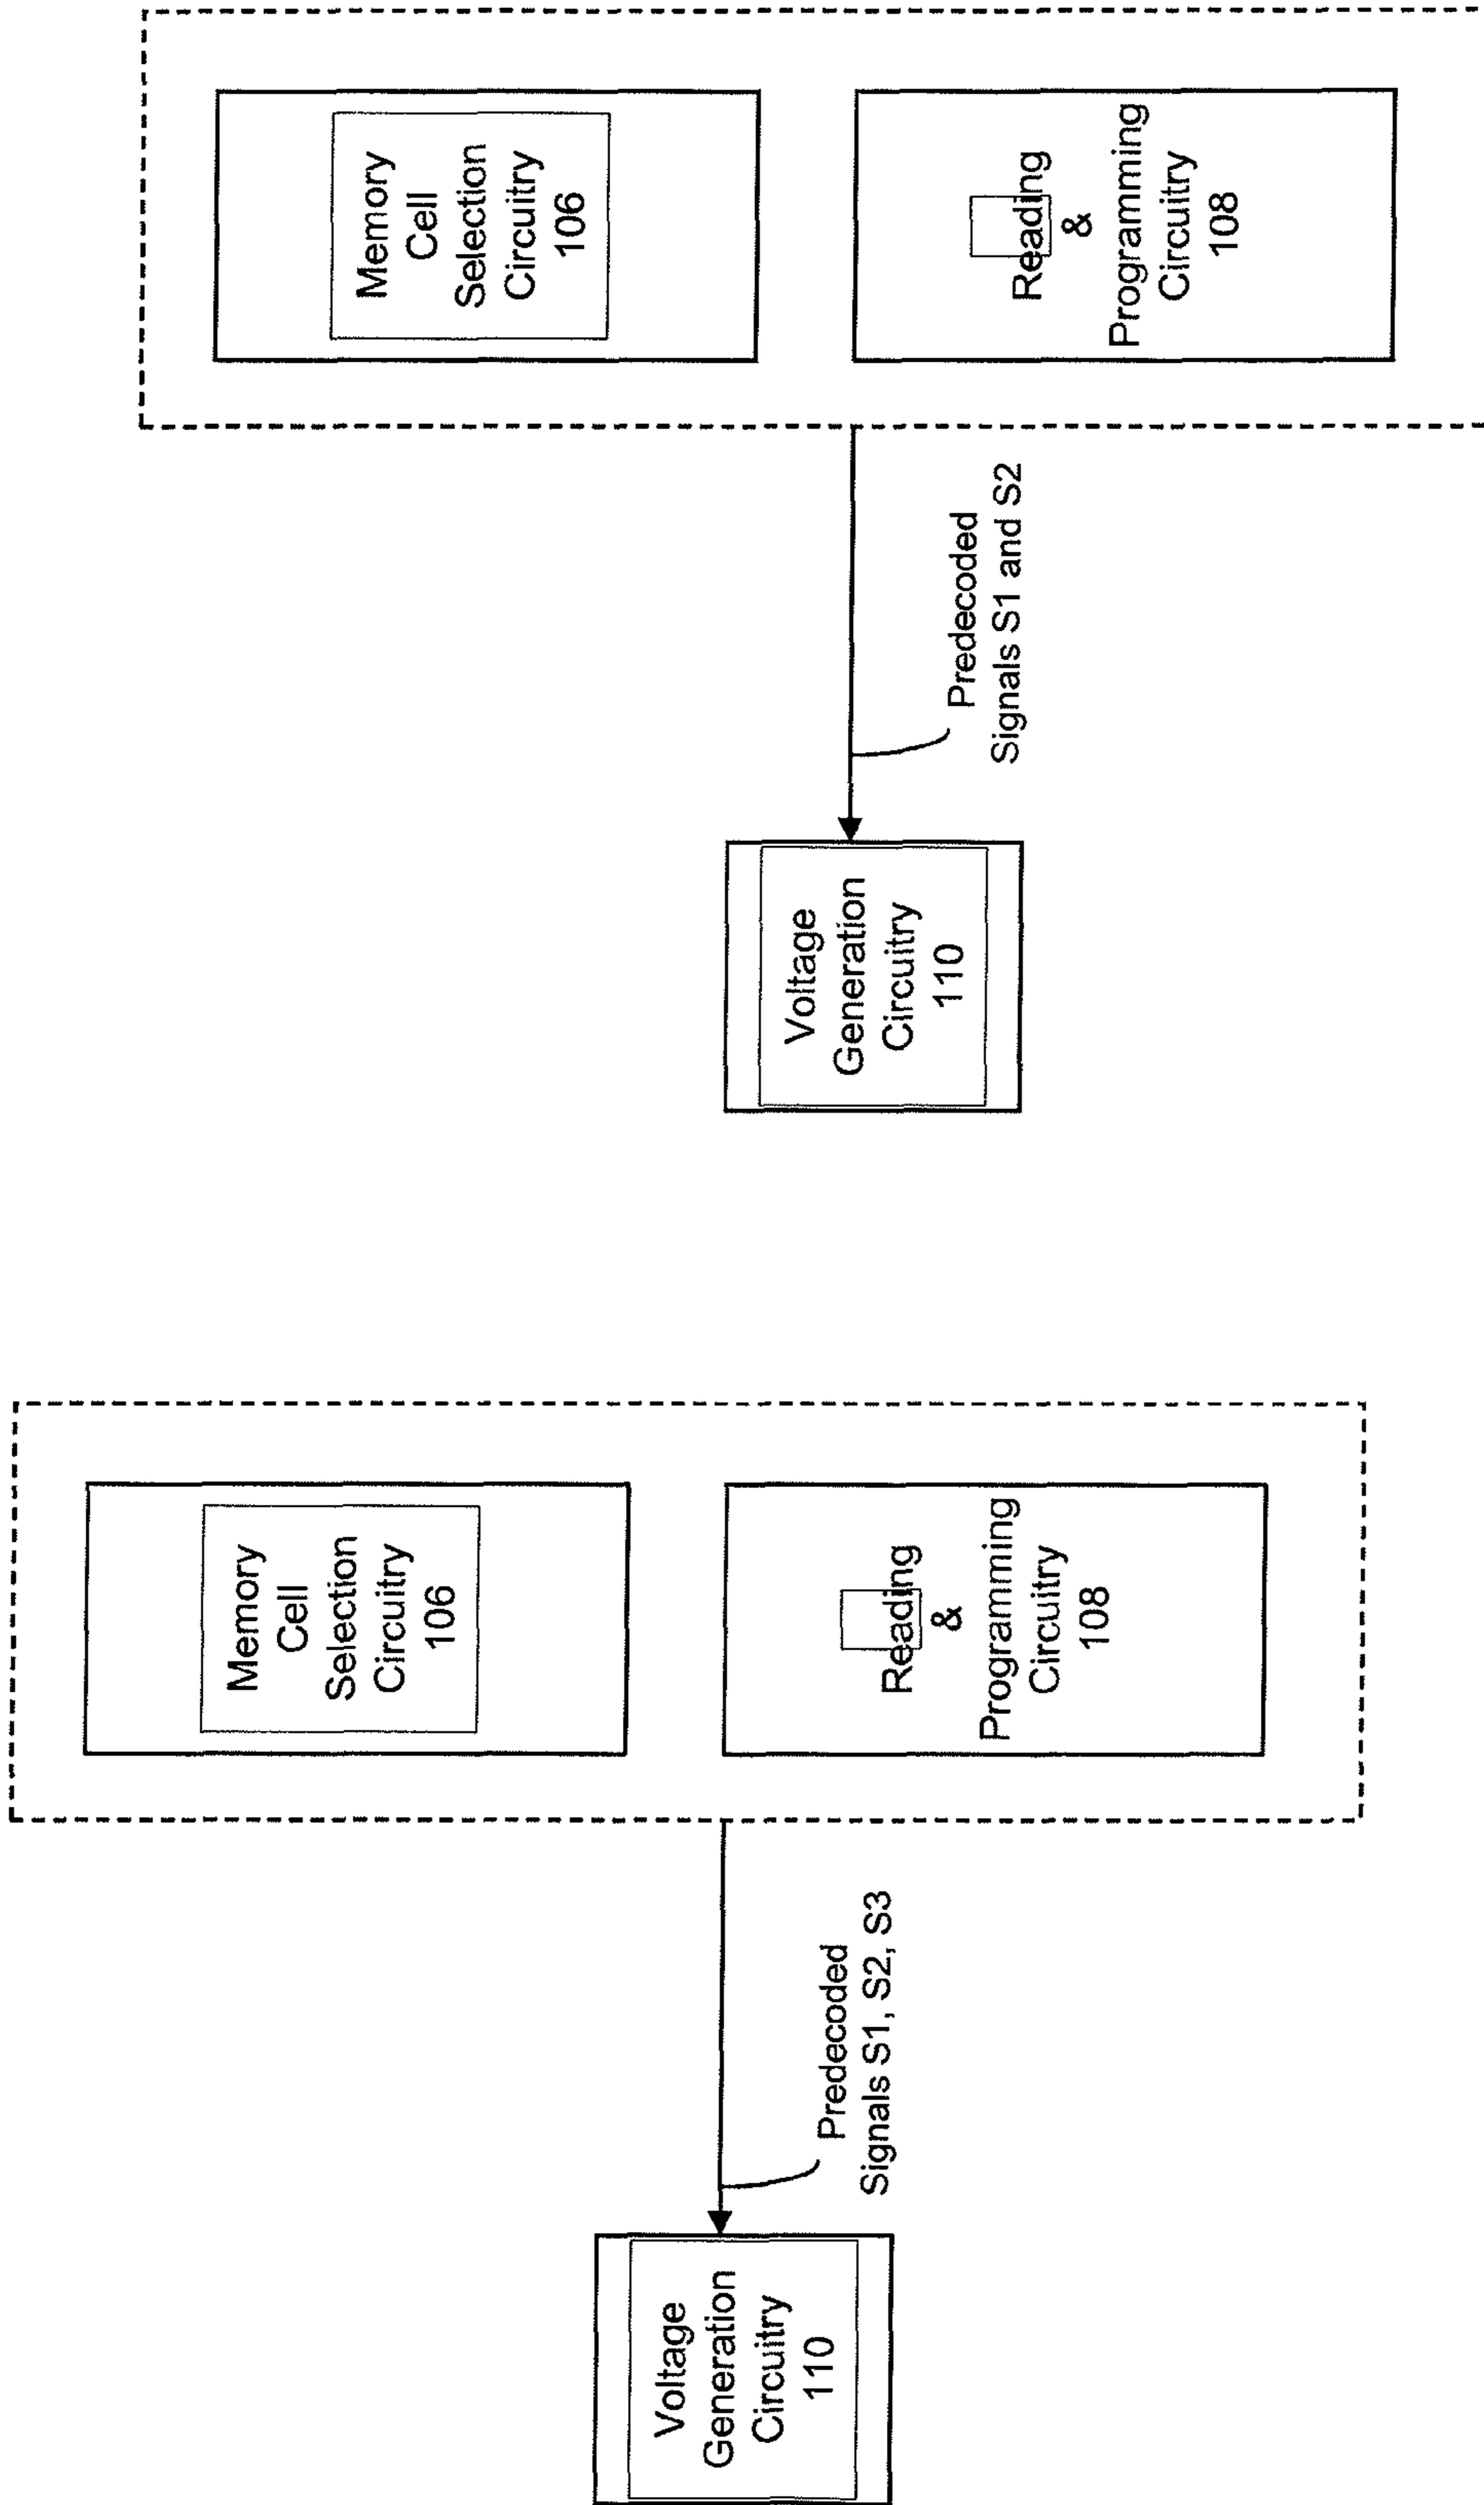 Memory
Cell
Selection
Circuitry
106
Voltage
Generation
Circuitry
110
Predecoded
Signals S1, S2, S3
Reading
&
Programming
Circuitry
108
Memory
Cell
Selection
Circuitry
106
Voltage
Generation
Circuitry
110
Predecoded
Signals S1 and S2
Reading
&
Programming
Circuitry
108